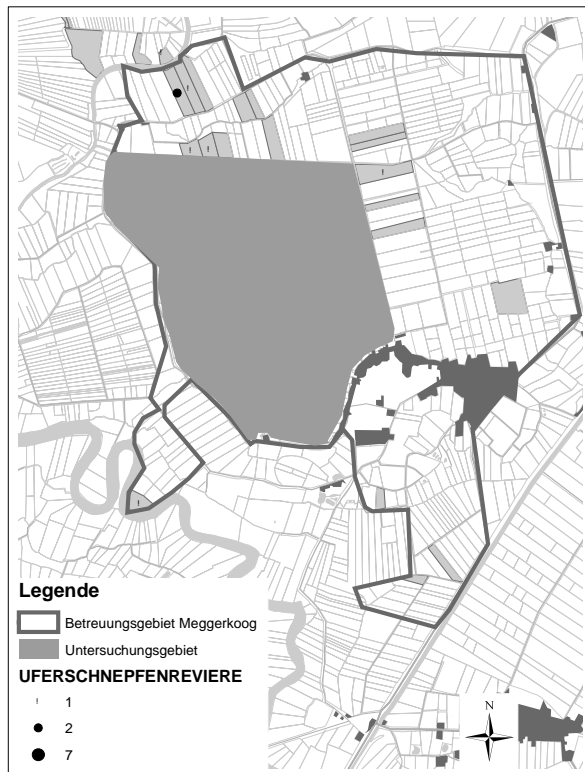 N
Legende
Betreuungsgebiet Meggerkoog
Untersuchungsgebiet
UFERSCHNEPFENREVIERE
! 1
2
7